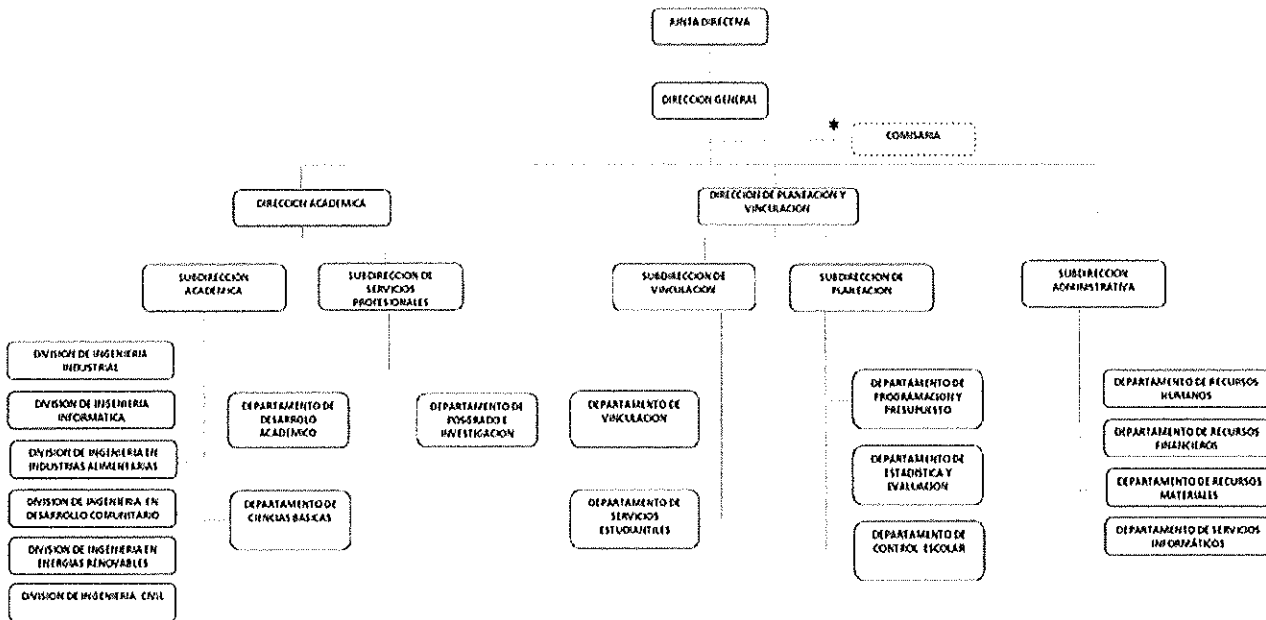 JUNTA DIRECTIVA
DIRECCION GENERAL
*
COMISARIA
DIRECCION ACADEMICA
DIRECCION DE PLANEACION Y
VINCULACION
SUBDIRECCIÓN
ACADEMICA
SUBDIRECCION DE
SERVICIOS
PROFESIONALES
SUBDIRECCION DE
VINCULACION
SUBDIRECCION DE
PLANEACION
SUBDIRECCION
ADMINISTRATIVA
DIVISION DE INGENIERIA
INDUSTRIAL
DIVISION DE INGENIERIA
INFORMATICA
DIVISION DE INGENIERIA EN
INDUSTRIAS ALIMENTARIAS
DIVISION DE INGENIERIA EN
DESARROLLO COMUNITARIO
DIVISION DE INGENIERIA EN
ENERGIAS RENOVABLES
DIVISION DE INGENIERIA CIVIL
DEPARTAMENTO DE
DESARROLO
ACADEMICO
DEPARTAMENTO DE
CIENCIAS BASICAS
DEPARTAMENTO DE
POSGRADO E
INVESTIGACION
DEPARTAMENTO DE
VINCULACION
DEPARTAMENTO DE
SERVICIOS
ESTUDIANTILES
DEPARTAMENTO DE
PROGRAMACION Y
PRESUPUESTO
DEPARTAMENTO DE
ESTADISTICA Y
EVALUACION
DEPARTAMENTO DE
CONTROL ESCOLAR
DEPARTAMENTO DE RECURSOS
HUMANOS
DEPARTAMENTO DE RECURSOS
FINANCIEROS
DEPARTAMENTO DE RECURSOS
MATERIALES
DEPARTAMENTO DE SERVICIOS
INFORMÁTICOS